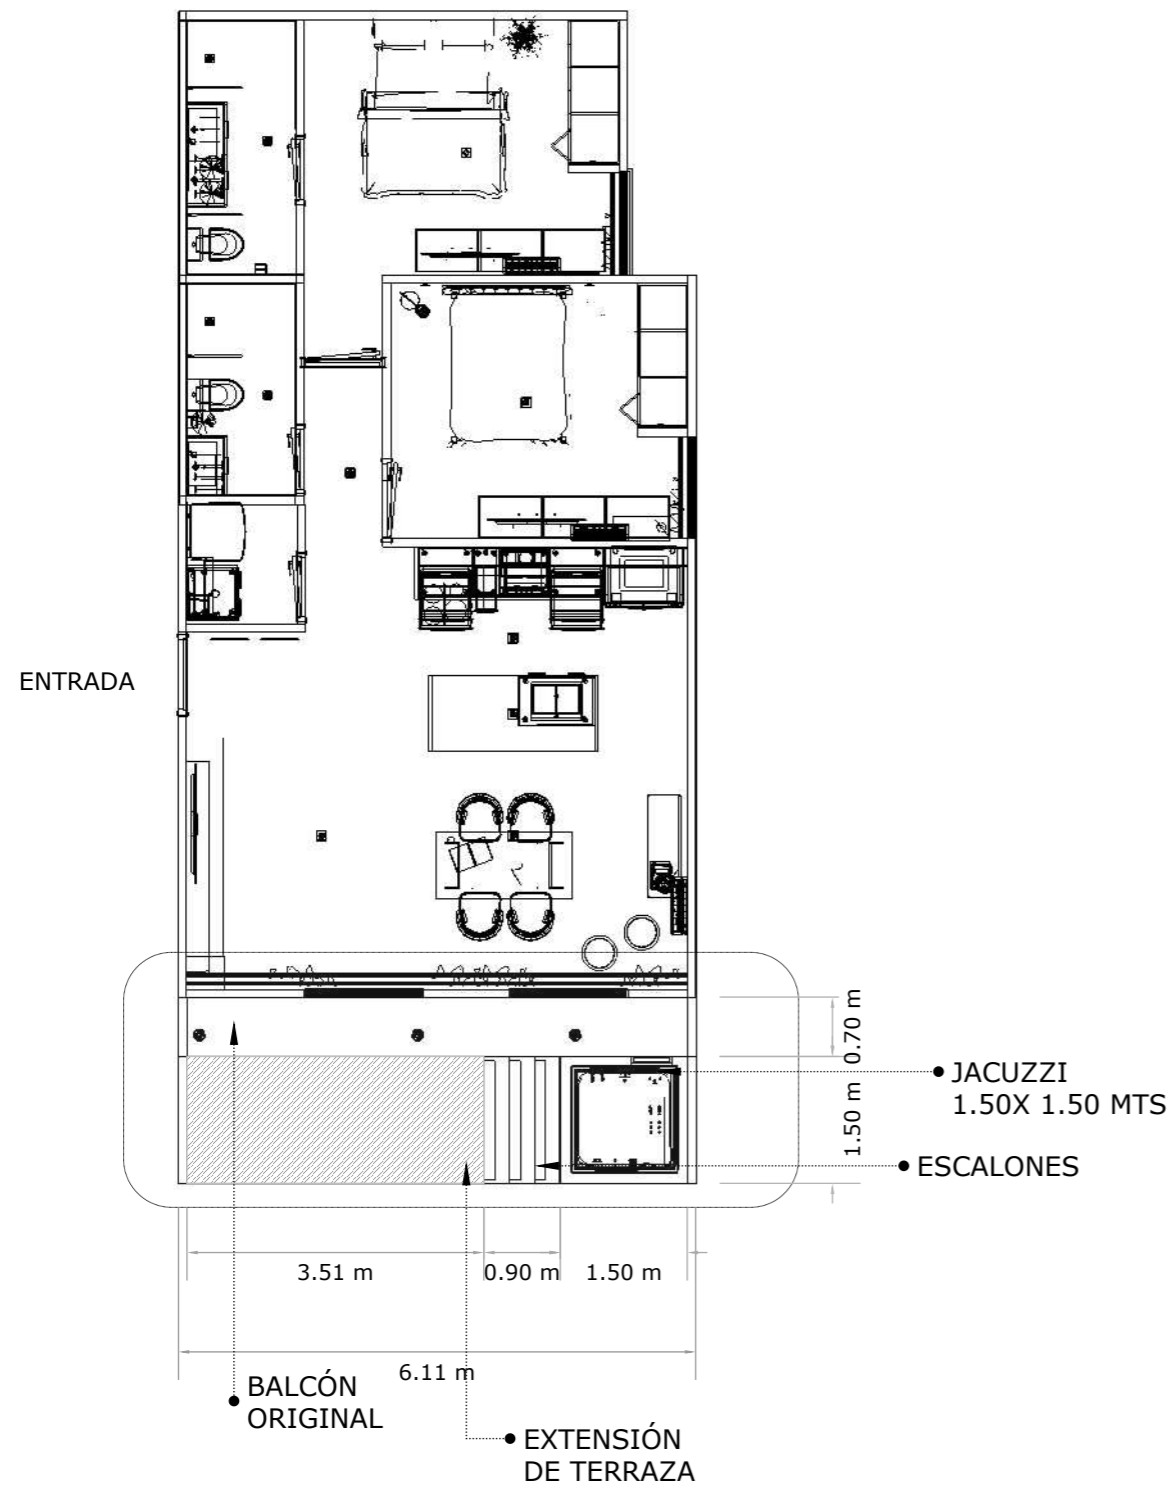 ENTRADA
0.70 m
1.50 m
JACUZZI
1.50X 1.50 MTS
ESCALONES
3.51 m
0.90 m
1.50 m
6.11 m
BALCÓN
ORIGINAL
EXTENSIÓN
DE TERRAZA